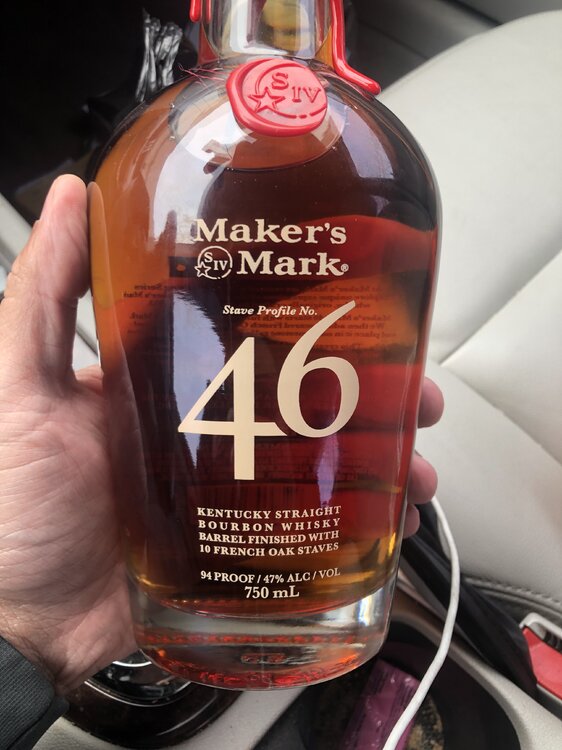 S IV
Maker's
S IV Mark®
Stave Profile No.
46
KENTUCKY STRAIGHT
BOURBON WHISKY
BARREL FINISHED WITH
10 FRENCH OAK STAVES
94 PROOF / 47% ALC / VOL
750 mL